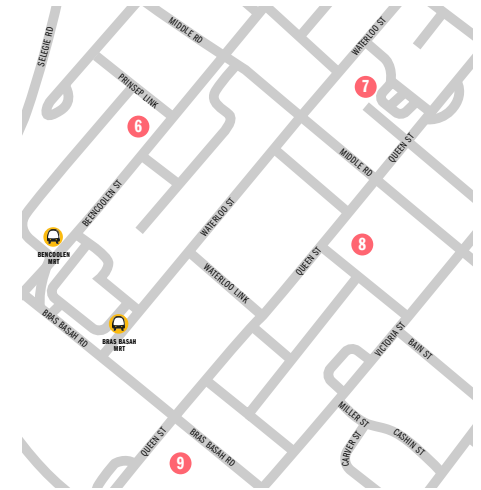 MIDDLE RD
WATERLOO ST
SELEGIE RD
PRINSEP LINK
7
6
MIDDLE RD
QUEEN ST
BEENCOOLEN ST
WATERLOO ST
BENCOOLEN
MRT
8
QUEEN ST
WATERLOO LINK
BRAS BASAH RD
BRAS BASAH
MRT
VICTORIA ST
BAIN ST
MILLER ST
CARVER ST
CASHIN ST
QUEEN ST
BRAS BASAH RD
9